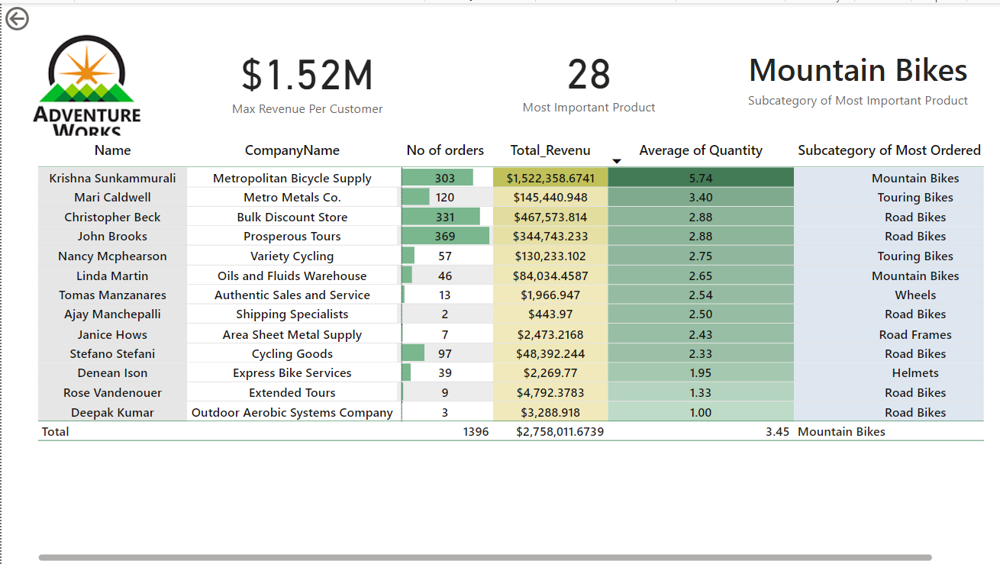 ADVENTURE
WORKS
$1.52M
Max Revenue Per Customer
28
Most Important Product
Mountain Bikes
Subcategory of Most Important Product
Name CompanyName No of orders Total_Revenu Average of Quantity Subcategory of Most Ordered
Krishna Sunkammurali Metropolitan Bicycle Supply 303 $1,522,358.6741 5.74 Mountain Bikes
Mari Caldwell Metro Metals Co. 120 $145,440.948 3.40 Touring Bikes
Christopher Beck Bulk Discount Store 331 $467,573.814 2.88 Road Bikes
John Brooks Prosperous Tours 369 $344,743.233 2.88 Road Bikes
Nancy Mcphearson Variety Cycling 57 $130,233.102 2.75 Touring Bikes
Linda Martin Oils and Fluids Warehouse 46 $84,034.4587 2.65 Mountain Bikes
Tomas Manzanares Authentic Sales and Service 13 $1,966.947 2.54 Wheels
Ajay Manchepalli Shipping Specialists 2 $443.97 2.50 Road Bikes
Janice Hows Area Sheet Metal Supply 7 $2,473.2168 2.43 Road Frames
Stefano Stefani Cycling Goods 97 $48,392.244 2.33 Road Bikes
Denean Ison Express Bike Services 39 $2,269.77 1.95 Helmets
Rose Vandenouer Extended Tours 9 $4,792.3783 1.33 Road Bikes
Deepak Kumar Outdoor Aerobic Systems Company 3 $3,288.918 1.00 Road Bikes
Total 1396 $2,758,011.6739 3.45 Mountain Bikes